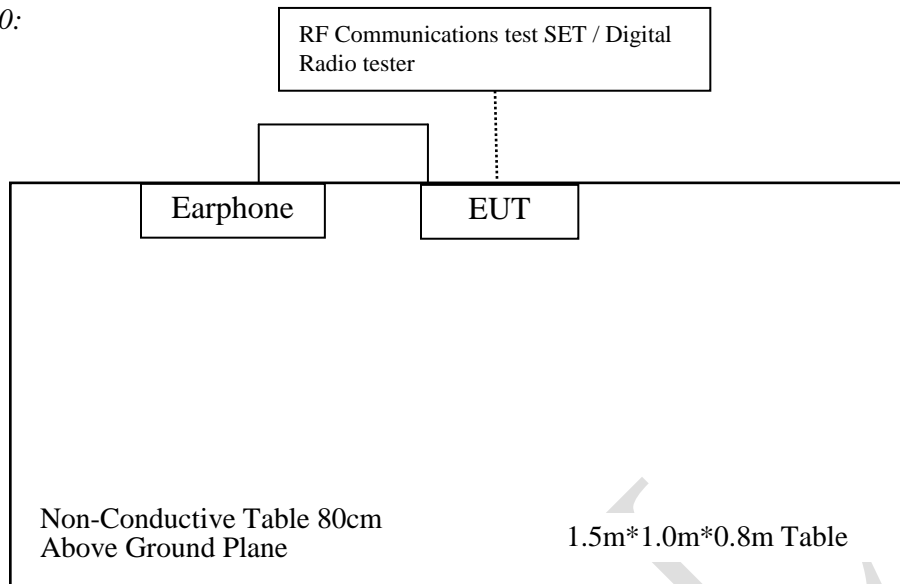 0:
RF Communications test SET / Digital
Radio tester
Earphone
EUT
Non-Conductive Table 80cm
Above Ground Plane
1.5m*1.0m*0.8m Table